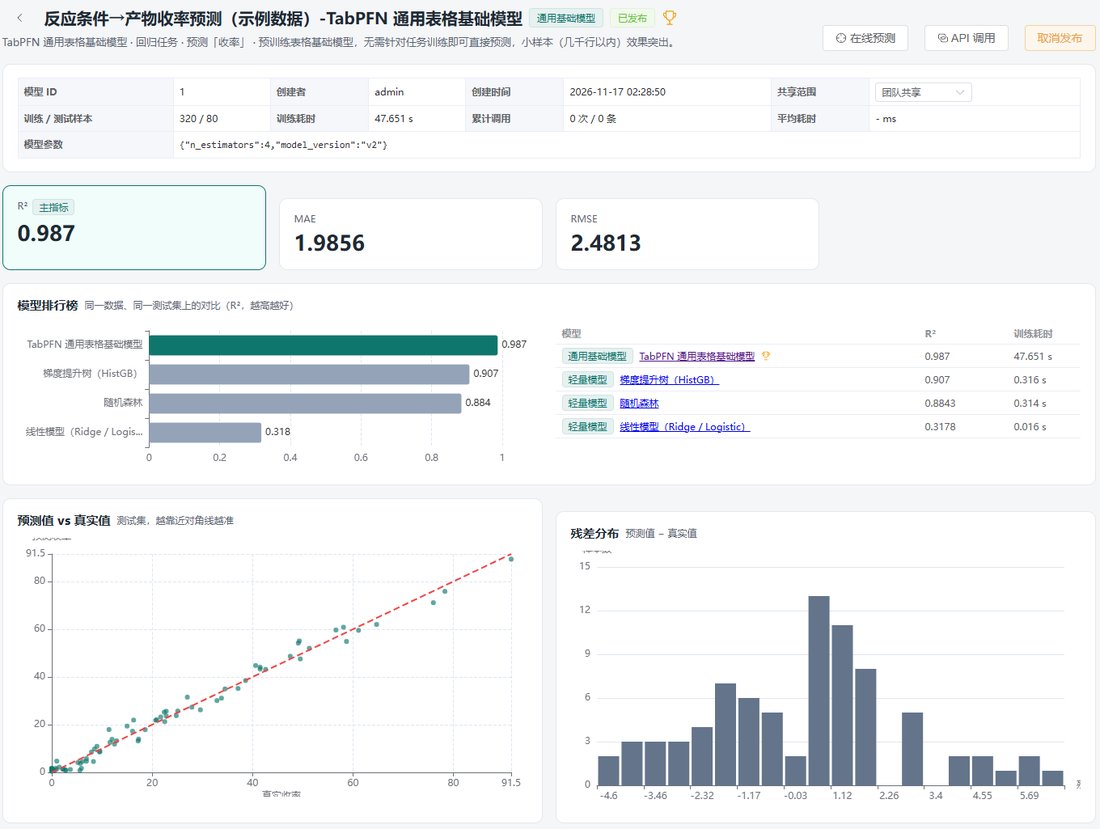 反应条件→产物收率预测（示例数据）-TabPFN 通用表格基础模型 通用基础模型 已发布
TabPFN 通用表格基础模型 · 回归任务 · 预测「收率」 · 预训练表格基础模型，无需针对任务训练即可直接预测，小样本（几千行以内）效果突出。
在线预测 API 调用 取消发布
模型 ID 1 创建者 admin 创建时间 2026-11-17 02:28:50 共享范围 团队共享
训练 / 测试样本 320 / 80 训练耗时 47.651 s 累计调用 0 次 / 0 条 平均耗时 - ms
模型参数 {"n_estimators":4,"model_version":"v2"}
R² 主指标
0.987
MAE
1.9856
RMSE
2.4813
模型排行榜 同一数据、同一测试集上的对比（R²，越高越好）
TabPFN 通用表格基础模型 0.987
梯度提升树（HistGB） 0.907
随机森林 0.884
线性模型（Ridge / Logis... 0.318
0 0.2 0.4 0.6 0.8 1
模型 R² 训练耗时
通用基础模型 TabPFN 通用表格基础模型 0.987 47.651 s
轻量模型 梯度提升树（HistGB） 0.907 0.316 s
轻量模型 随机森林 0.8843 0.314 s
轻量模型 线性模型（Ridge / Logistic） 0.3178 0.016 s
预测值 vs 真实值 测试集，越靠近对角线越准
91.5
80
60
40
20
0
0 20 40 60 80 91.5
真实收率
残差分布 预测值 − 真实值
15
12
9
6
3
0
-4.6 -3.46 -2.32 -1.17 -0.03 1.12 2.26 3.4 4.55 5.69